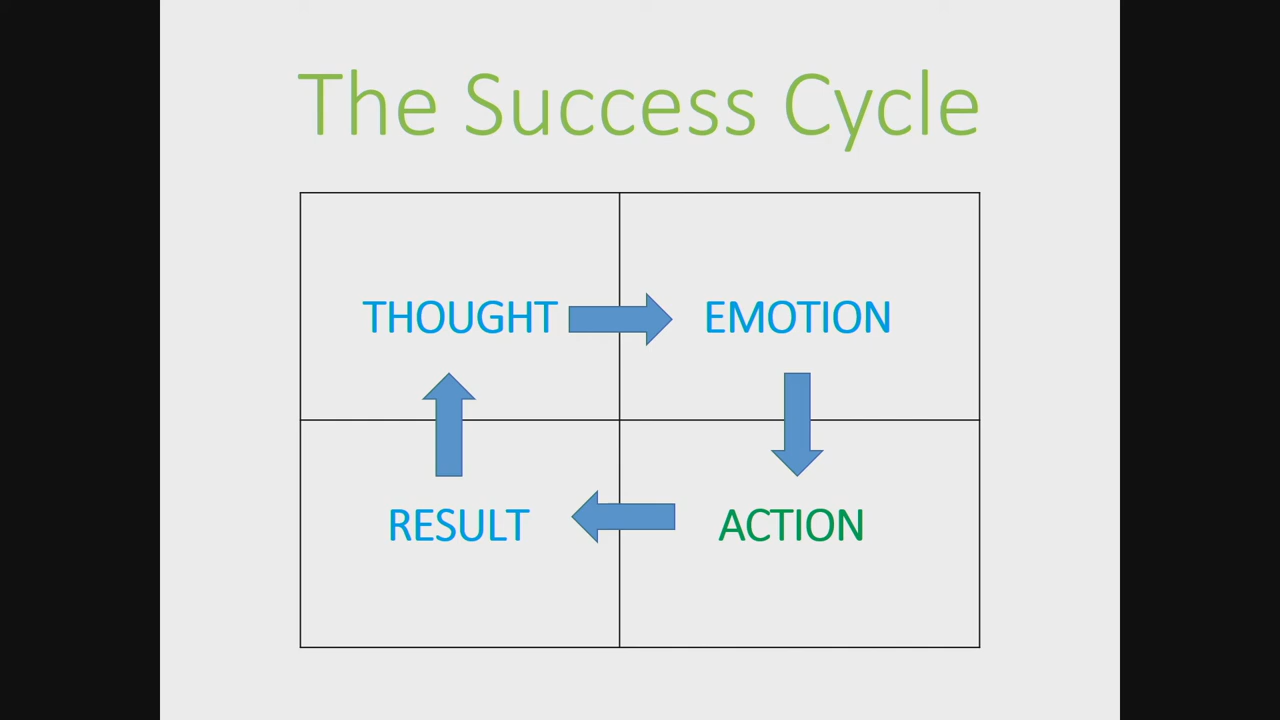 The Success Cycle
THOUGHT
EMOTION
RESULT
ACTION